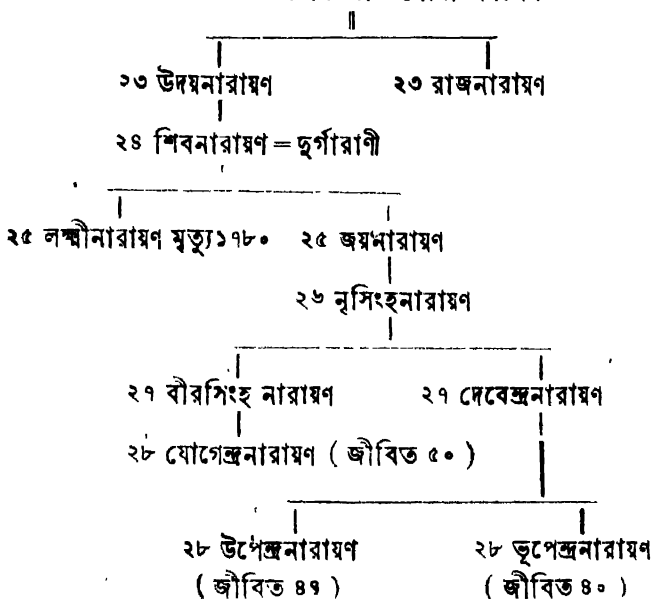 ২৩ উদয়নারায়ণ ২৩ রাজনারায়ণ
২৪ শিবনারায়ণ = দুর্গারাণী
২৫ লক্ষ্মীনারায়ণ মৃত্যু১৭৮০ ২৫ জয়নারায়ণ
২৬ নৃসিংহনারায়ণ
২৭ বীরসিংহ নারায়ণ ২৭ দেবেন্দ্রনারায়ণ
২৮ যোগেন্দ্রনারায়ণ ( জীবিত ৫০ )
২৮ উপেন্দ্রনারায়ণ ২৮ ভূপেন্দ্রনারায়ণ
( জীবিত ৪৭ ) ( জীবিত ৪০ )